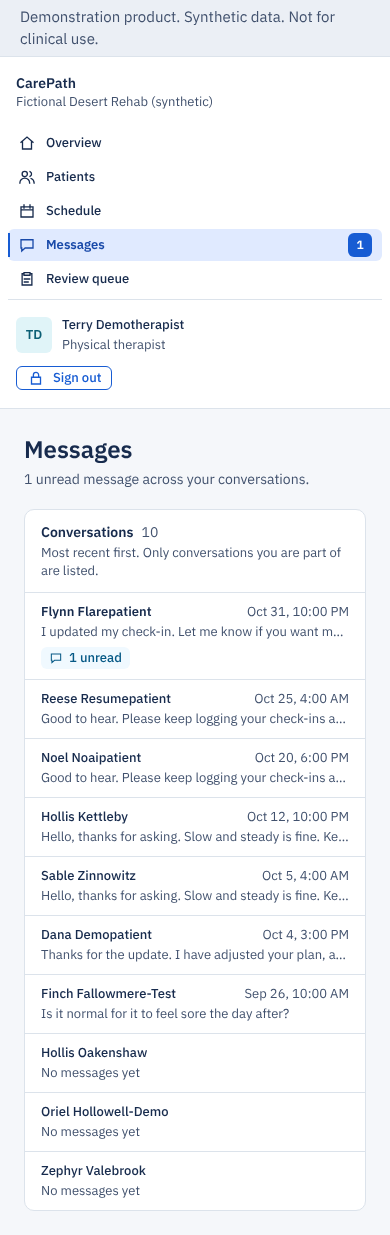 Demonstration product. Synthetic data. Not for
clinical use.
CarePath
Fictional Desert Rehab (synthetic)
Overview
Patients
Schedule
Messages 1
Review queue
TD
Terry Demotherapist
Physical therapist
Sign out
Messages
1 unread message across your conversations.
Conversations 10
Most recent first. Only conversations you are part of
are listed.
Flynn Flarepatient Oct 31, 10:00 PM
I updated my check-in. Let me know if you want m...
1 unread
Reese Resumepatient Oct 25, 4:00 AM
Good to hear. Please keep logging your check-ins a...
Noel Noaipatient Oct 20, 6:00 PM
Good to hear. Please keep logging your check-ins a...
Hollis Kettleby Oct 12, 10:00 PM
Hello, thanks for asking. Slow and steady is fine. Ke...
Sable Zinnowitz Oct 5, 4:00 AM
Hello, thanks for asking. Slow and steady is fine. Ke...
Dana Demopatient Oct 4, 3:00 PM
Thanks for the update. I have adjusted your plan, a...
Finch Fallowmere-Test Sep 26, 10:00 AM
Is it normal for it to feel sore the day after?
Hollis Oakenshaw
No messages yet
Oriel Hollowell-Demo
No messages yet
Zephyr Valebrook
No messages yet